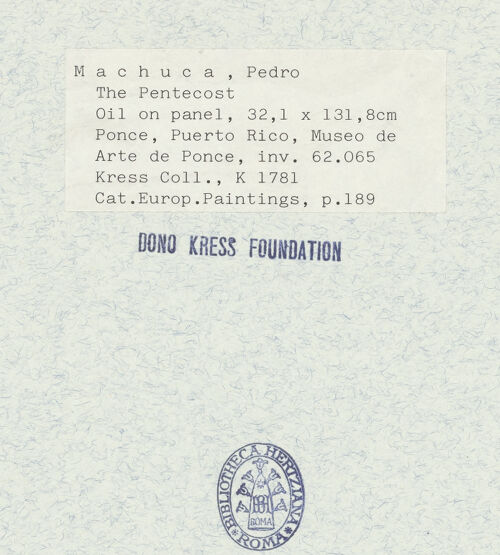 M a c h u c a , Pedro
The Pentecost
Oil on panel, 32,1 x 131,8cm
Ponce, Puerto Rico, Museo de
Arte de Ponce, inv. 62.065
Kress Coll., K 1781
Cat.Europ.Paintings, p.189
DONO KRESS FOUNDATION
BIBLIOTHECA HERTZIANA
ROMA
ROMA